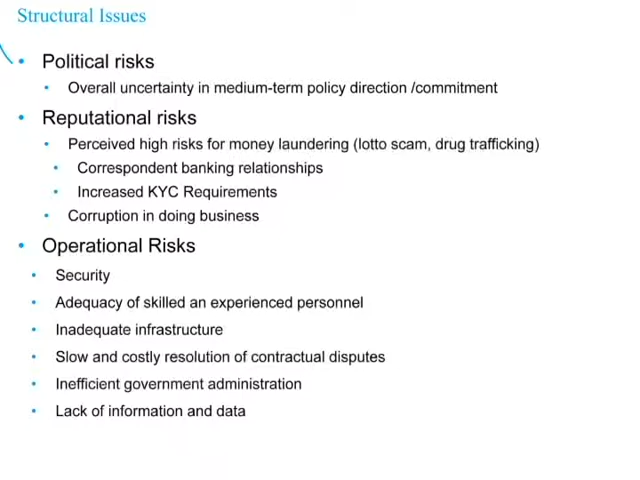 Structural Issues
• Political risks
• Overall uncertainty in medium-term policy direction /commitment
• Reputational risks
• Perceived high risks for money laundering (lotto scam, drug trafficking)
• Correspondent banking relationships
• Increased KYC Requirements
• Corruption in doing business
• Operational Risks
• Security
• Adequacy of skilled an experienced personnel
• Inadequate infrastructure
• Slow and costly resolution of contractual disputes
• Inefficient government administration
• Lack of information and data